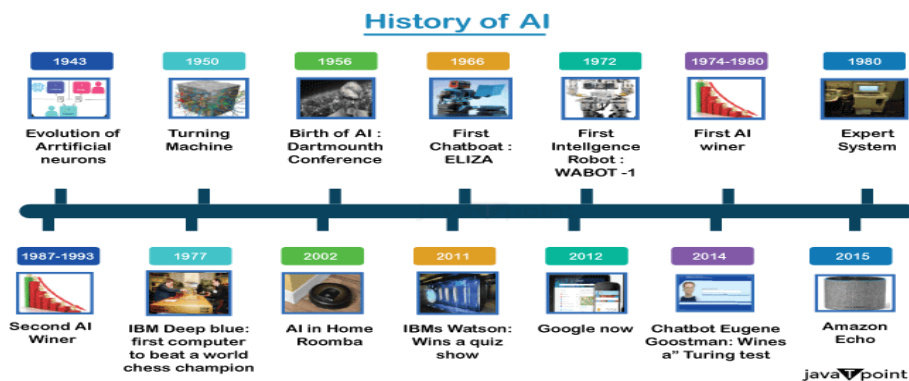 History of AI
1943
1950
1956
1966
1972
1974-1980
1980
Evolution of
Arrtificial
neurons
Turning
Machine
Birth of AI :
Dartmounth
Conference
First
Chatboat :
ELIZA
First
Intellgence
Robot :
WABOT -1
First AI
winer
Expert
System
1987-1993
1977
2002
2011
2012
2014
2015
Second AI
Winer
IBM Deep blue:
first computer
to beat a world
chess champion
AI in Home
Roomba
IBMs Watson:
Wins a quiz
show
Google now
Chatbot Eugene
Goostman: Wines
a” Turing test
Amazon
Echo
javaTpoint